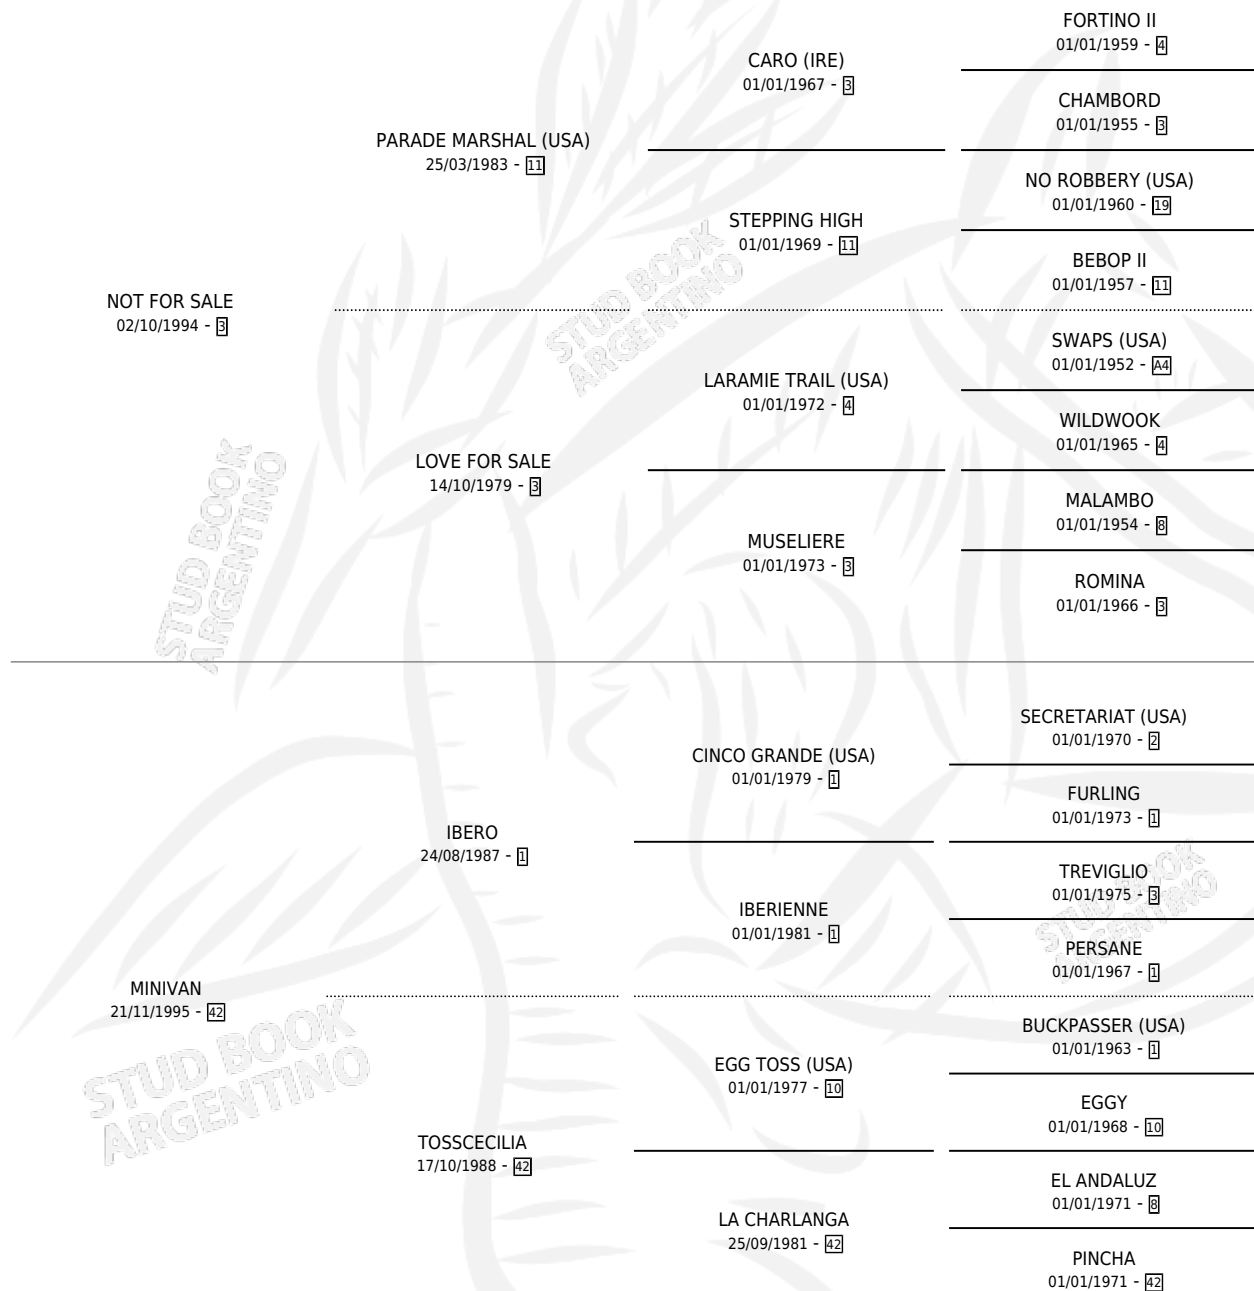 FORTINO II
01/01/1959 - 4
CARO (IRE)
01/01/1967 - 3
CHAMBORD
01/01/1955 - 3
PARADE MARSHAL (USA)
25/03/1983 - 11
NO ROBBERY (USA)
01/01/1960 - 19
STEPPING HIGH
01/01/1969 - 11
BEBOP II
01/01/1957 - 11
NOT FOR SALE
02/10/1994 - 3
SWAPS (USA)
01/01/1952 - A4
LARAMIE TRAIL (USA)
01/01/1972 - 4
WILDWOOK
01/01/1965 - 4
LOVE FOR SALE
14/10/1979 - 3
MALAMBO
01/01/1954 - 8
MUSELIERE
01/01/1973 - 3
ROMINA
01/01/1966 - 3
SECRETARIAT (USA)
01/01/1970 - 2
CINCO GRANDE (USA)
01/01/1979 - 1
FURLING
01/01/1973 - 1
IBERO
24/08/1987 - 1
TREVIGLIO
01/01/1975 - 3
IBERIENNE
01/01/1981 - 1
PERSANE
01/01/1967 - 1
MINIVAN
21/11/1995 - 42
BUCKPASSER (USA)
01/01/1963 - 1
EGG TOSS (USA)
01/01/1977 - 10
EGGY
01/01/1968 - 10
TOSSCECILIA
17/10/1988 - 42
EL ANDALUZ
01/01/1971 - 8
LA CHARLANGA
25/09/1981 - 42
PINCHA
01/01/1971 - 42
STUD BOOK
ARGENTINO
STUD BOOK
ARGENTINO
STUD BOOK
ARGENTINO
STUD BOOK
ARGENTINO